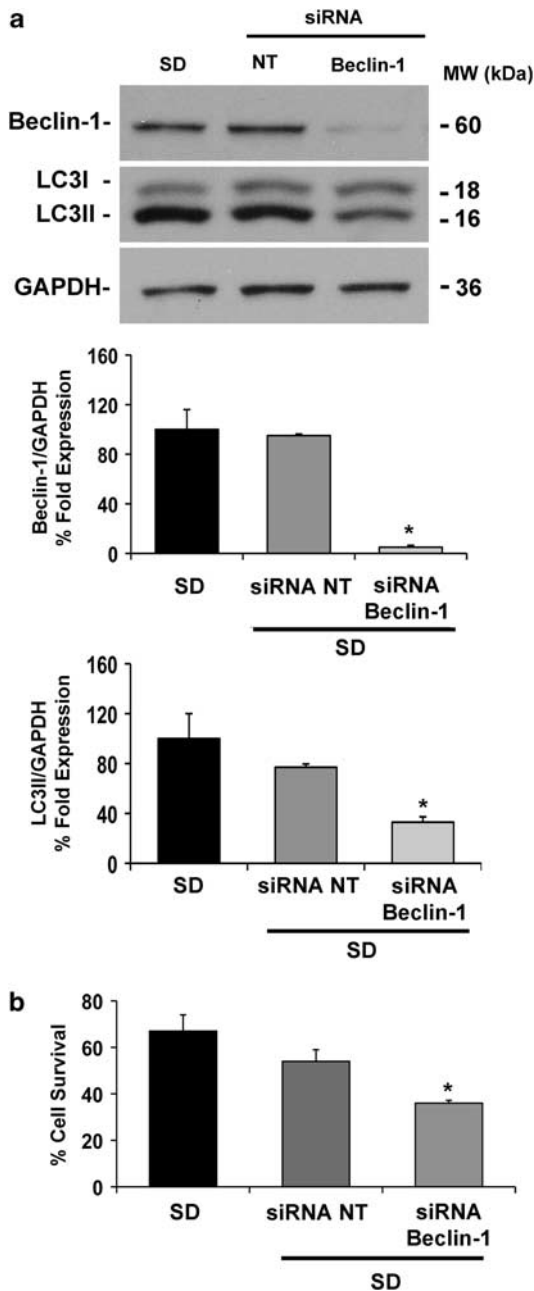 a
siRNA
SD NT Beclin-1 MW (kDa)
Beclin-1- - 60
LC3I - - 18
LC3II - - 16
GAPDH- - 36
Beclin-1/GAPDH
% Fold Expression
160
120
80
40
0
*
SD siRNA NT siRNA
Beclin-1
SD
LC3II/GAPDH
% Fold Expression
160
120
80
40
0
*
SD siRNA NT siRNA
Beclin-1
SD
b
% Cell Survival
80
60
40
20
0
*
SD siRNA NT siRNA
Beclin-1
SD